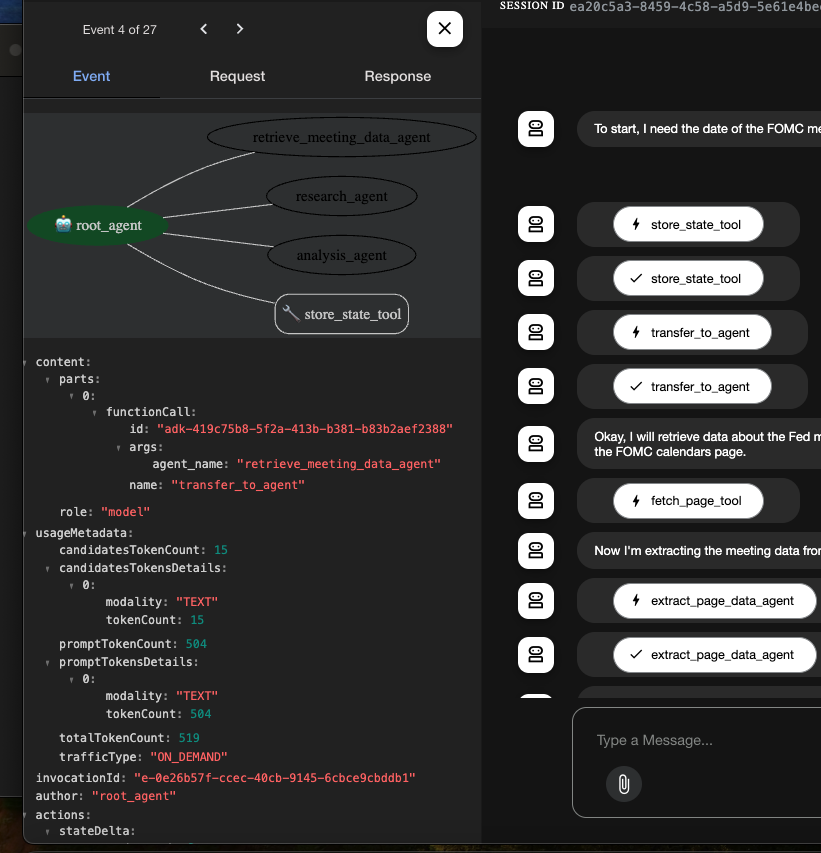 SESSION ID ea20c5a3-8459-4c58-a5d9-5e61e4be
Event 4 of 27
Event Request Response
retrieve_meeting_data_agent
research_agent
root_agent
analysis_agent
store_state_tool
content:
parts:
0:
functionCall:
id: "adk-419c75b8-5f2a-413b-b381-b83b2aef2388"
args:
agent_name: "retrieve_meeting_data_agent"
name: "transfer_to_agent"
role: "model"
usageMetadata:
candidatesTokenCount: 15
candidatesTokensDetails:
0:
modality: "TEXT"
tokenCount: 15
promptTokenCount: 504
promptTokensDetails:
0:
modality: "TEXT"
tokenCount: 504
totalTokenCount: 519
trafficType: "ON_DEMAND"
invocationId: "e-0e26b57f-ccec-40cb-9145-6cbce9cbddb1"
author: "root_agent"
actions:
stateDelta:
To start, I need the date of the FOMC me
store_state_tool
store_state_tool
transfer_to_agent
transfer_to_agent
Okay, I will retrieve data about the Fed m
the FOMC calendars page.
fetch_page_tool
Now I'm extracting the meeting data from
extract_page_data_agent
extract_page_data_agent
Type a Message...